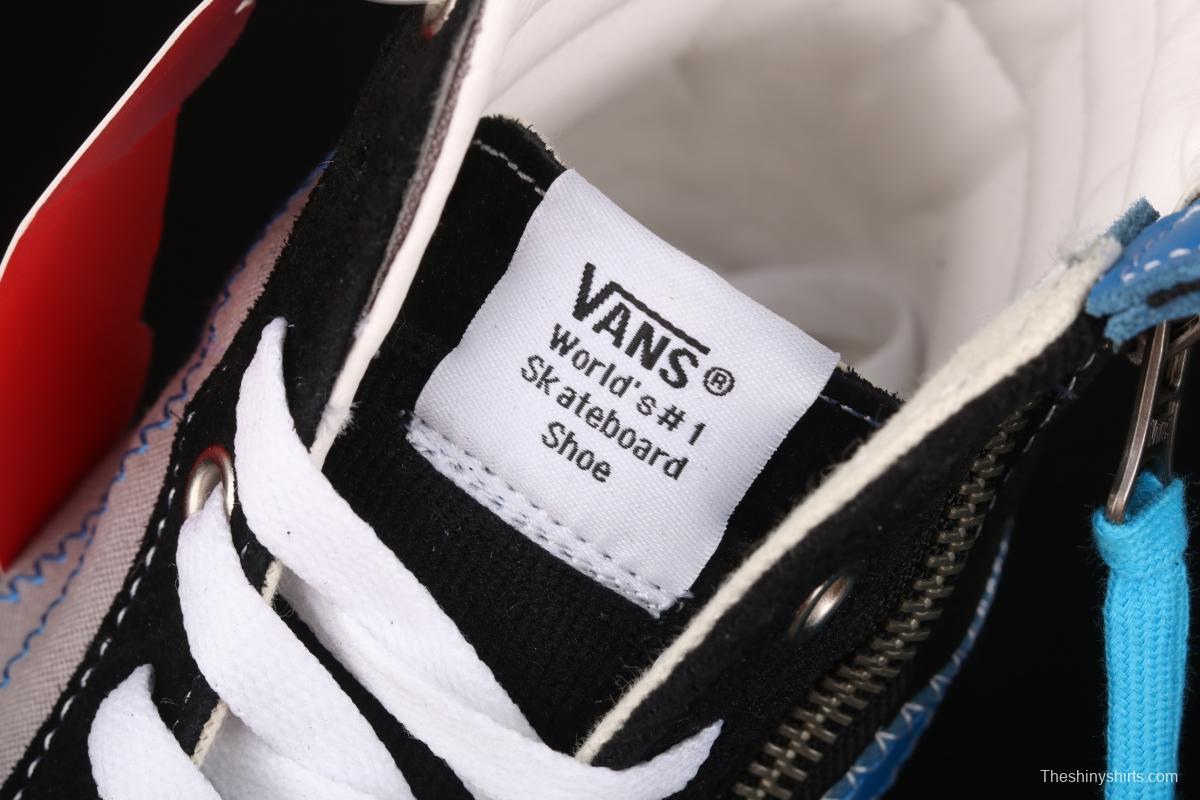 VANS®
World's #1
Skateboard
Shoe
Theshinyshirts.com